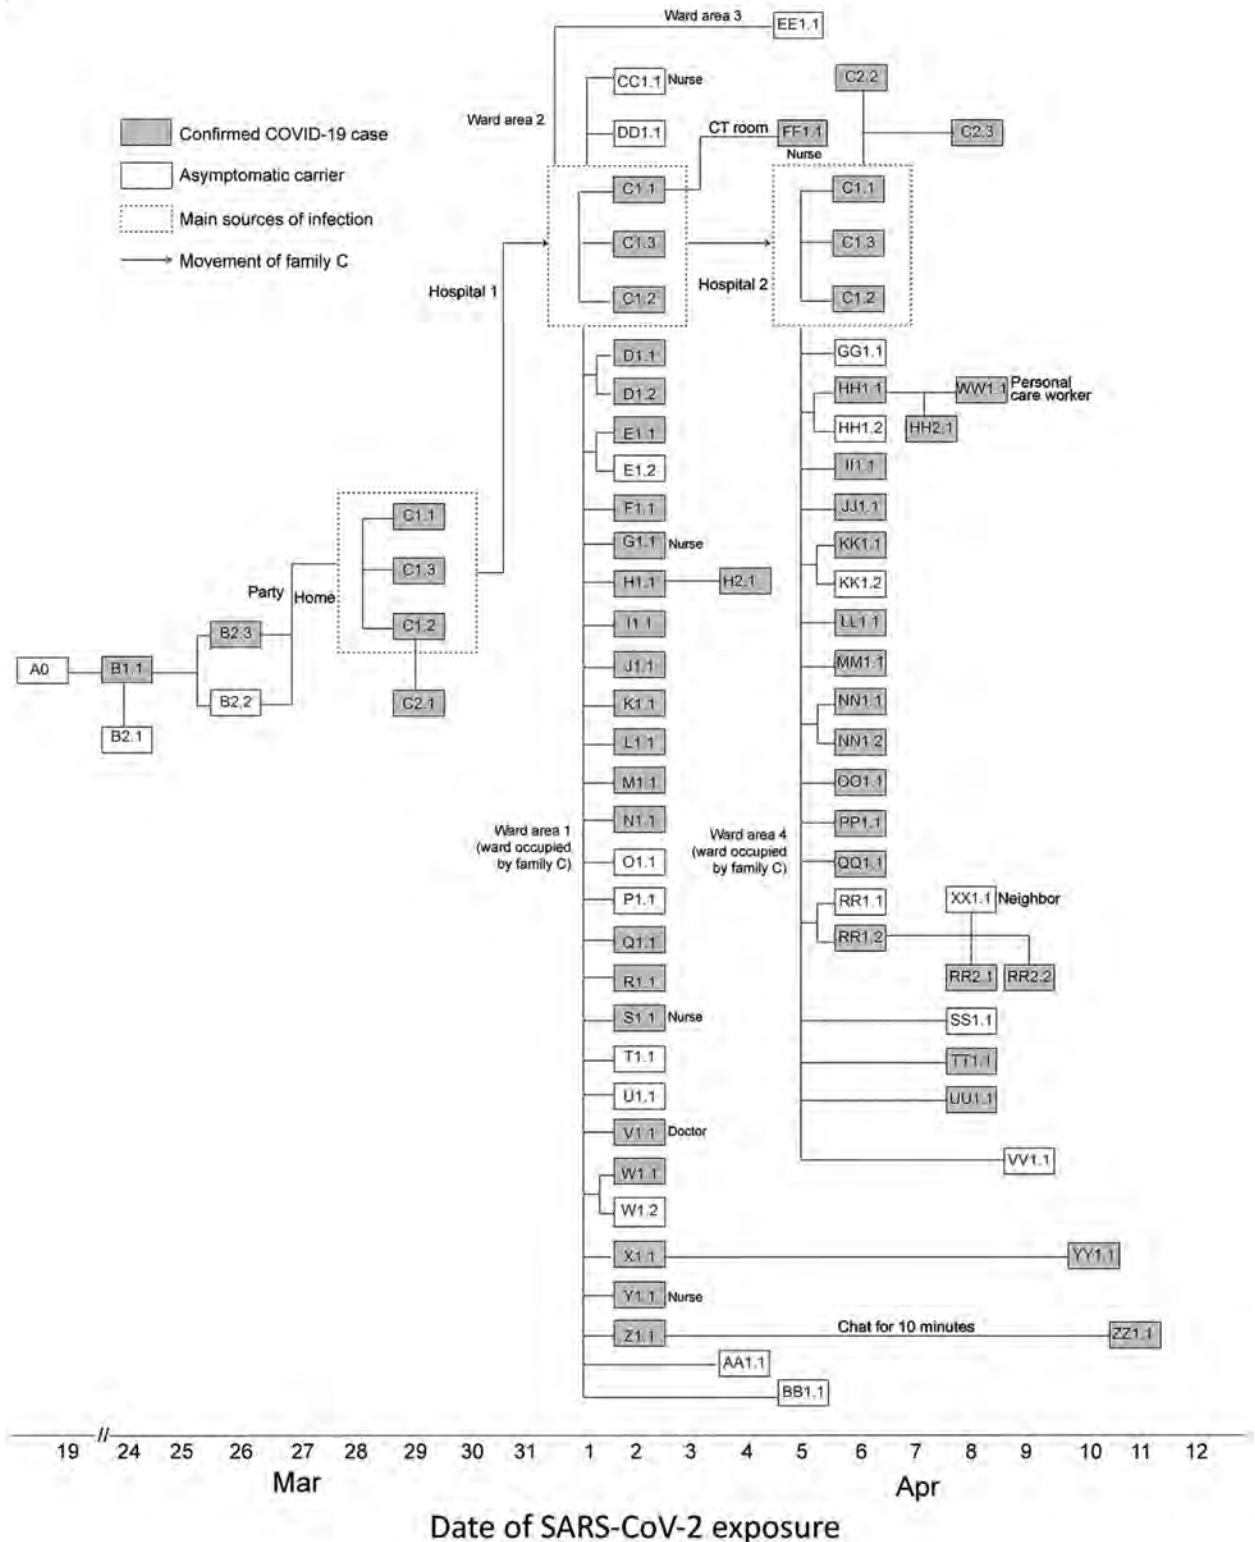 Ward area 3
EE1.1
CC1.1 Nurse
C2.2
Ward area 2
DD1.1
CT room
FF1.1
Nurse
C2.3
Confirmed COVID-19 case
Asymptomatic carrier
Main sources of infection
Movement of family C
C1.1
C1.3
C1.2
Hospital 1
Hospital 2
C1.1
C1.3
C1.2
D1.1
D1.2
E1.1
E1.2
F1.1
G1.1 Nurse
H1.1
H2.1
I1.1
J1.1
K1.1
L1.1
M1.1
N1.1
Ward area 1
(ward occupied
by family C)
O1.1
P1.1
Q1.1
R1.1
S1.1 Nurse
T1.1
U1.1
V1.1 Doctor
W1.1
W1.2
X1.1
YY1.1
Y1.1 Nurse
Z1.1
Chat for 10 minutes
ZZ1.1
AA1.1
BB1.1
GG1.1
HH1.1
WW1.1 Personal
care worker
HH1.2
HH2.1
II1.1
JJ1.1
KK1.1
KK1.2
LL1.1
MM1.1
NN1.1
NN1.2
OO1.1
PP1.1
Ward area 4
(ward occupied
by family C)
QQ1.1
RR1.1
XX1.1 Neighbor
RR1.2
RR2.1
RR2.2
SS1.1
TT1.1
UU1.1
VV1.1
C1.1
C1.3
C1.2
C2.1
Party
Home
A0
B1.1
B2.3
B2.2
B2.1
19 // 24 25 26 27 28 29 30 31 1 2 3 4 5 6 7 8 9 10 11 12
Mar
Apr
Date of SARS-CoV-2 exposure